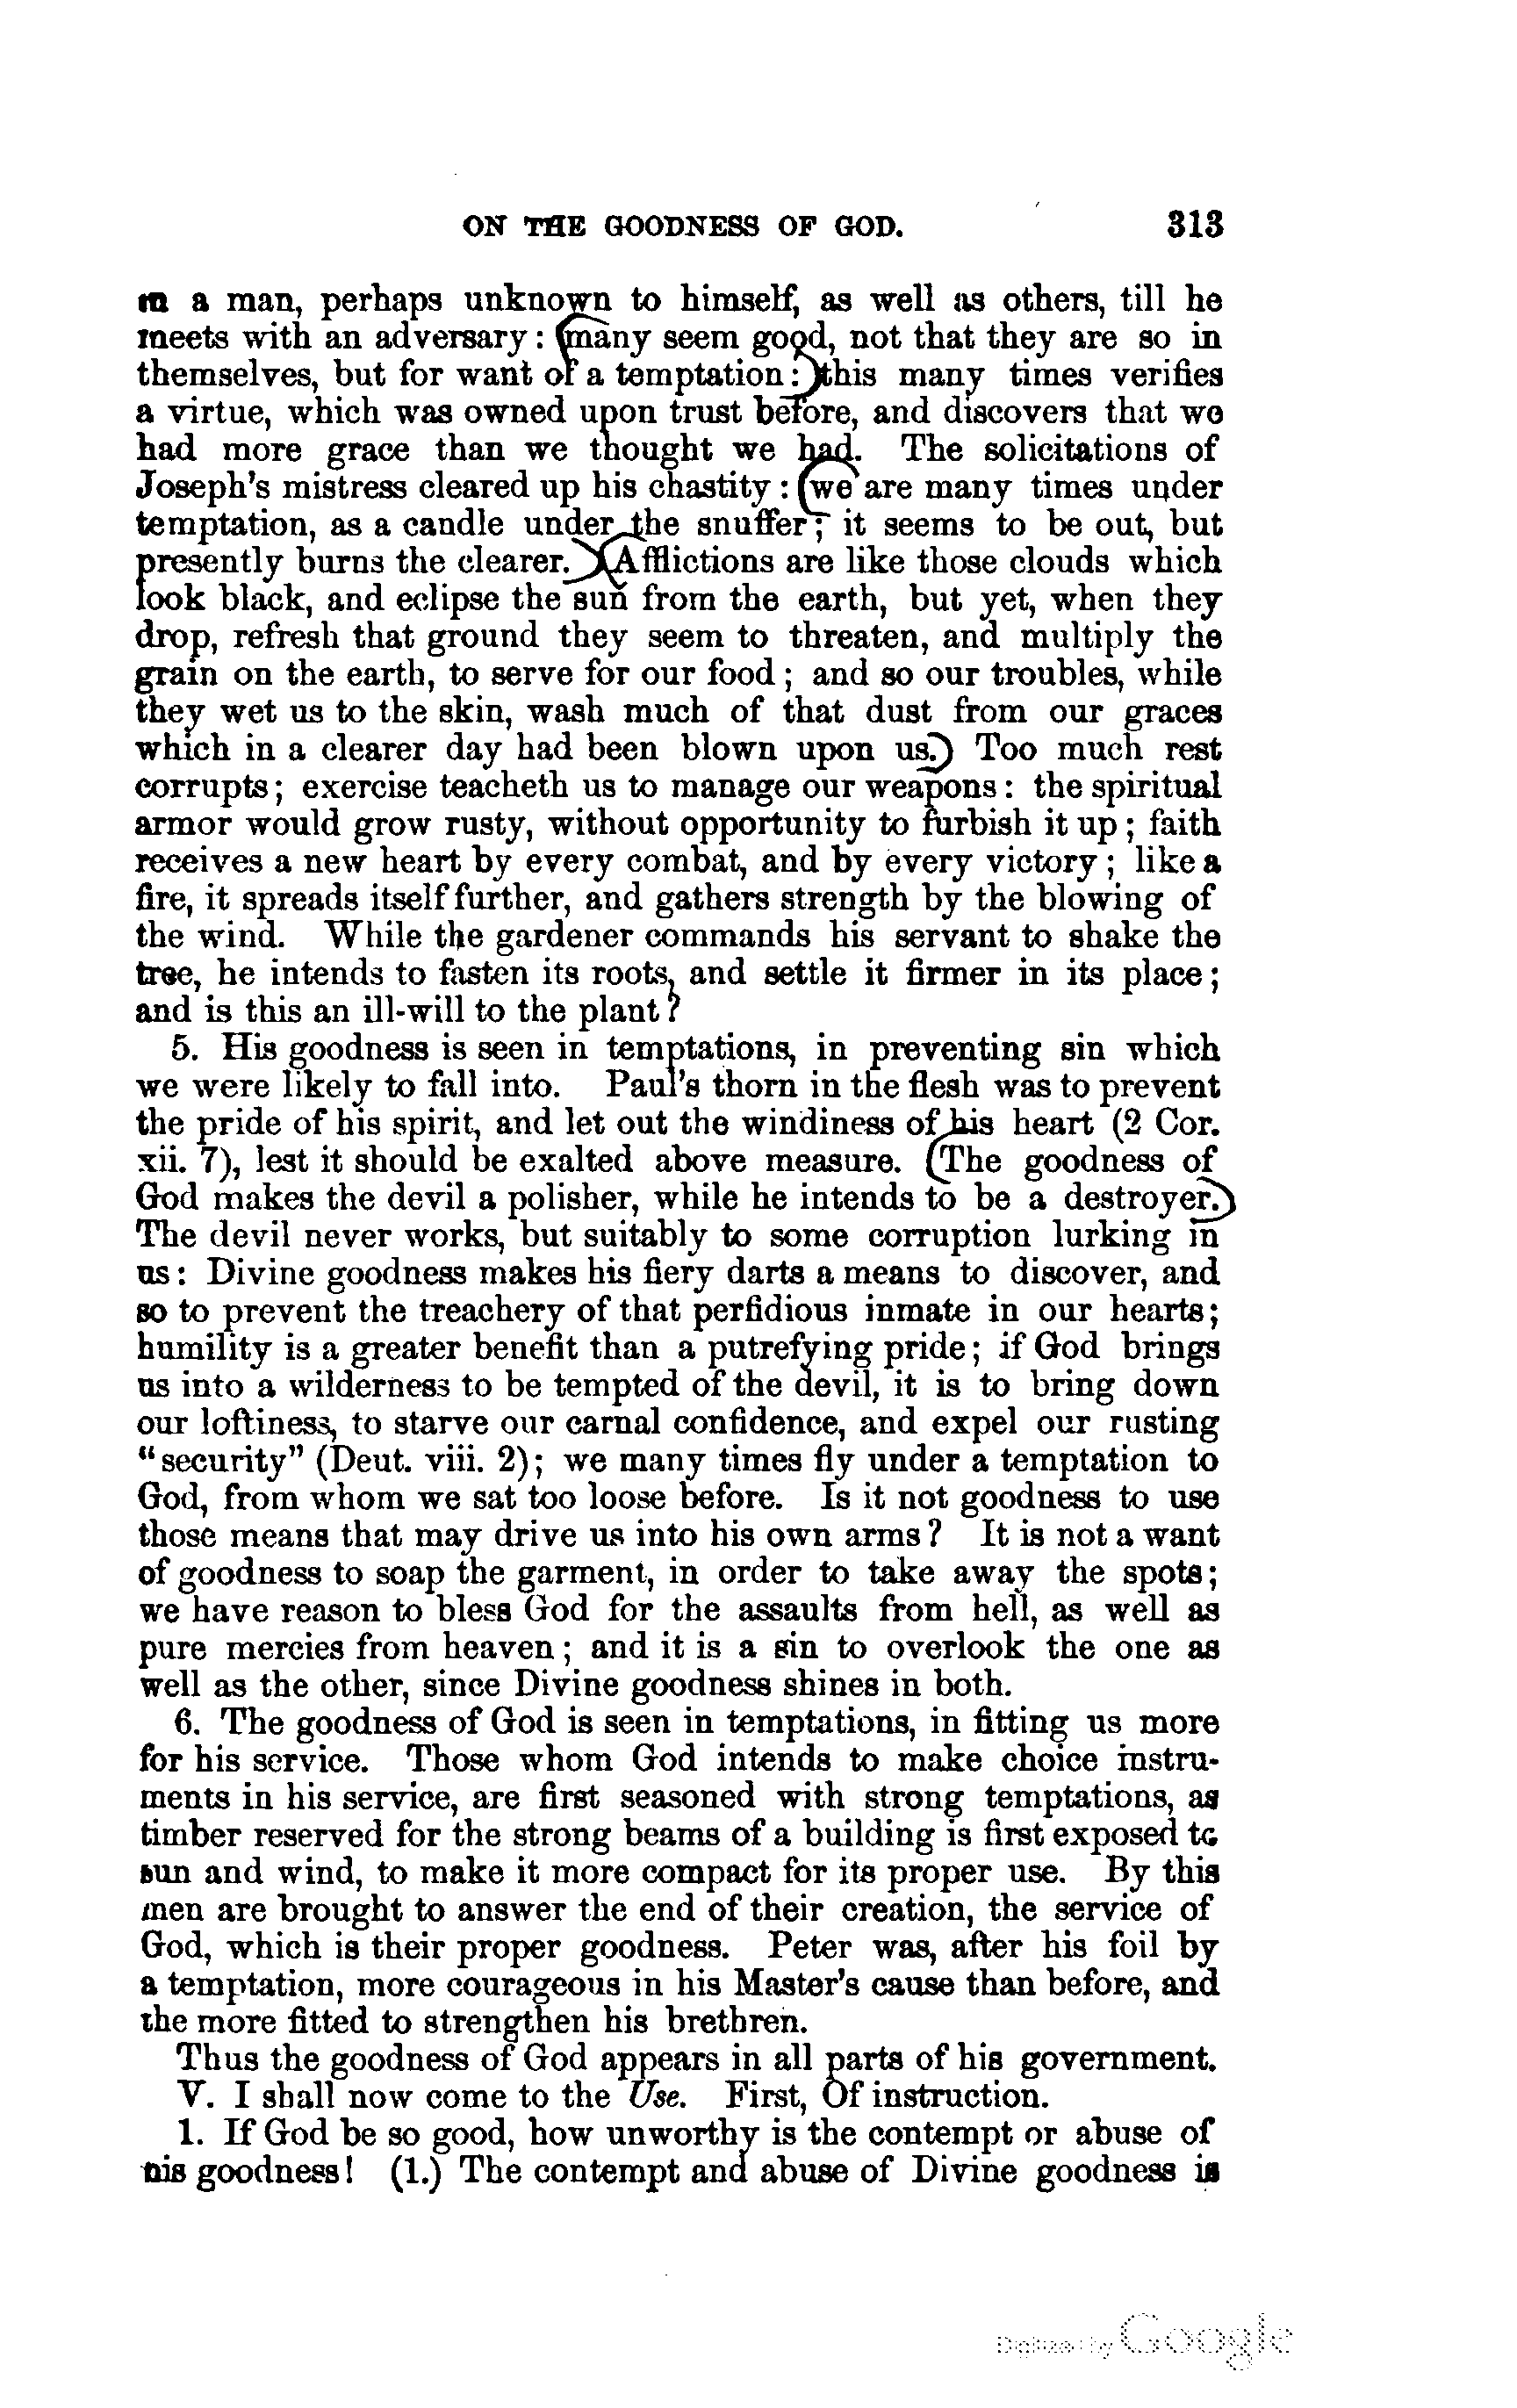 ON THE GOODNESS OF GOD. 313
in a man, perhaps unknown to himself, as well as others, till he
meets with an adversary: (many seem good, not that they are so in
themselves, but for want of a temptation:) this many times verifies
a virtue, which was owned upon trust before, and discovers that we
had more grace than we thought we had. The solicitations of
Joseph's mistress cleared up his chastity: (we are many times under
temptation, as a candle under the snuffer; it seems to be out, but
presently burns the clearer.) (Afflictions are like those clouds which
look black, and eclipse the sun from the earth, but yet, when they
drop, refresh that ground they seem to threaten, and multiply the
grain on the earth, to serve for our food; and so our troubles, while
they wet us to the skin, wash much of that dust from our graces
which in a clearer day had been blown upon us.) Too much rest
corrupts; exercise teacheth us to manage our weapons: the spiritual
armor would grow rusty, without opportunity to furbish it up; faith
receives a new heart by every combat, and by every victory; like a
fire, it spreads itself further, and gathers strength by the blowing of
the wind. While the gardener commands his servant to shake the
tree, he intends to fasten its roots, and settle it firmer in its place;
and is this an ill-will to the plant?
5. His goodness is seen in temptations, in preventing sin which
we were likely to fall into. Paul's thorn in the flesh was to prevent
the pride of his spirit, and let out the windiness of his heart (2 Cor.
xii. 7), lest it should be exalted above measure. (The goodness of
God makes the devil a polisher, while he intends to be a destroyer.)
The devil never works, but suitably to some corruption lurking in
us: Divine goodness makes his fiery darts a means to discover, and
so to prevent the treachery of that perfidious inmate in our hearts;
humility is a greater benefit than a putrefying pride; if God brings
us into a wilderness to be tempted of the devil, it is to bring down
our loftiness, to starve our carnal confidence, and expel our rusting
"security" (Deut. viii. 2); we many times fly under a temptation to
God, from whom we sat too loose before. Is it not goodness to use
those means that may drive us into his own arms? It is not a want
of goodness to soap the garment, in order to take away the spots;
we have reason to bless God for the assaults from hell, as well as
pure mercies from heaven; and it is a sin to overlook the one as
well as the other, since Divine goodness shines in both.
6. The goodness of God is seen in temptations, in fitting us more
for his service. Those whom God intends to make choice instru-
ments in his service, are first seasoned with strong temptations, as
timber reserved for the strong beams of a building is first exposed to
sun and wind, to make it more compact for its proper use. By this
men are brought to answer the end of their creation, the service of
God, which is their proper goodness. Peter was, after his foil by
a temptation, more courageous in his Master's cause than before, and
the more fitted to strengthen his brethren.
Thus the goodness of God appears in all parts of his government.
V. I shall now come to the Use. First, Of instruction.
1. If God be so good, how unworthy is the contempt or abuse of
his goodness! (1.) The contempt and abuse of Divine goodness is
Digitized by Google